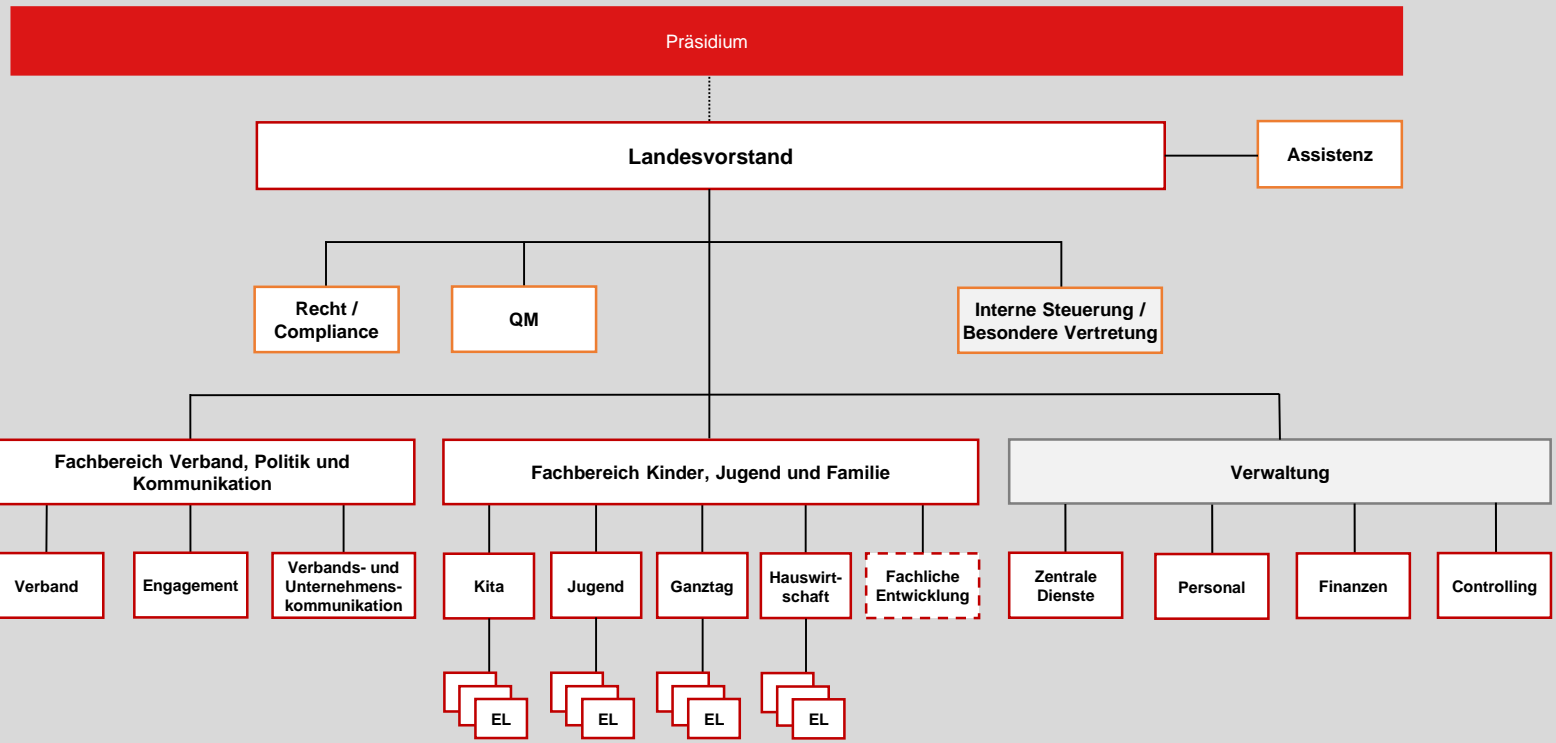 Präsidium
Landesvorstand
Assistenz
Recht /
Compliance
QM
Interne Steuerung /
Besondere Vertretung
Fachbereich Verband, Politik und
Kommunikation
Fachbereich Kinder, Jugend und Familie
Verwaltung
Verband
Engagement
Verbands- und
Unternehmens-
kommunikation
Kita
Jugend
Ganztag
Hauswirt-
schaft
Fachliche
Entwicklung
Zentrale
Dienste
Personal
Finanzen
Controlling
EL
EL
EL
EL